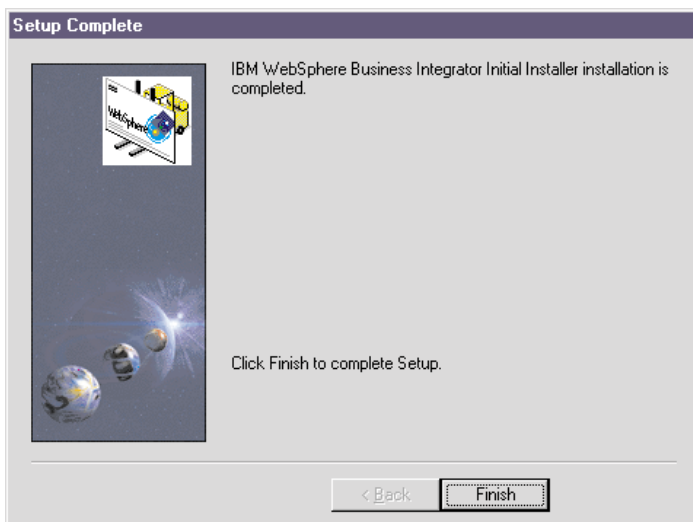 Setup Complete
WebSphere
IBM WebSphere Business Integrator Initial Installer installation is
completed.
Click Finish to complete Setup.
< Back
Finish